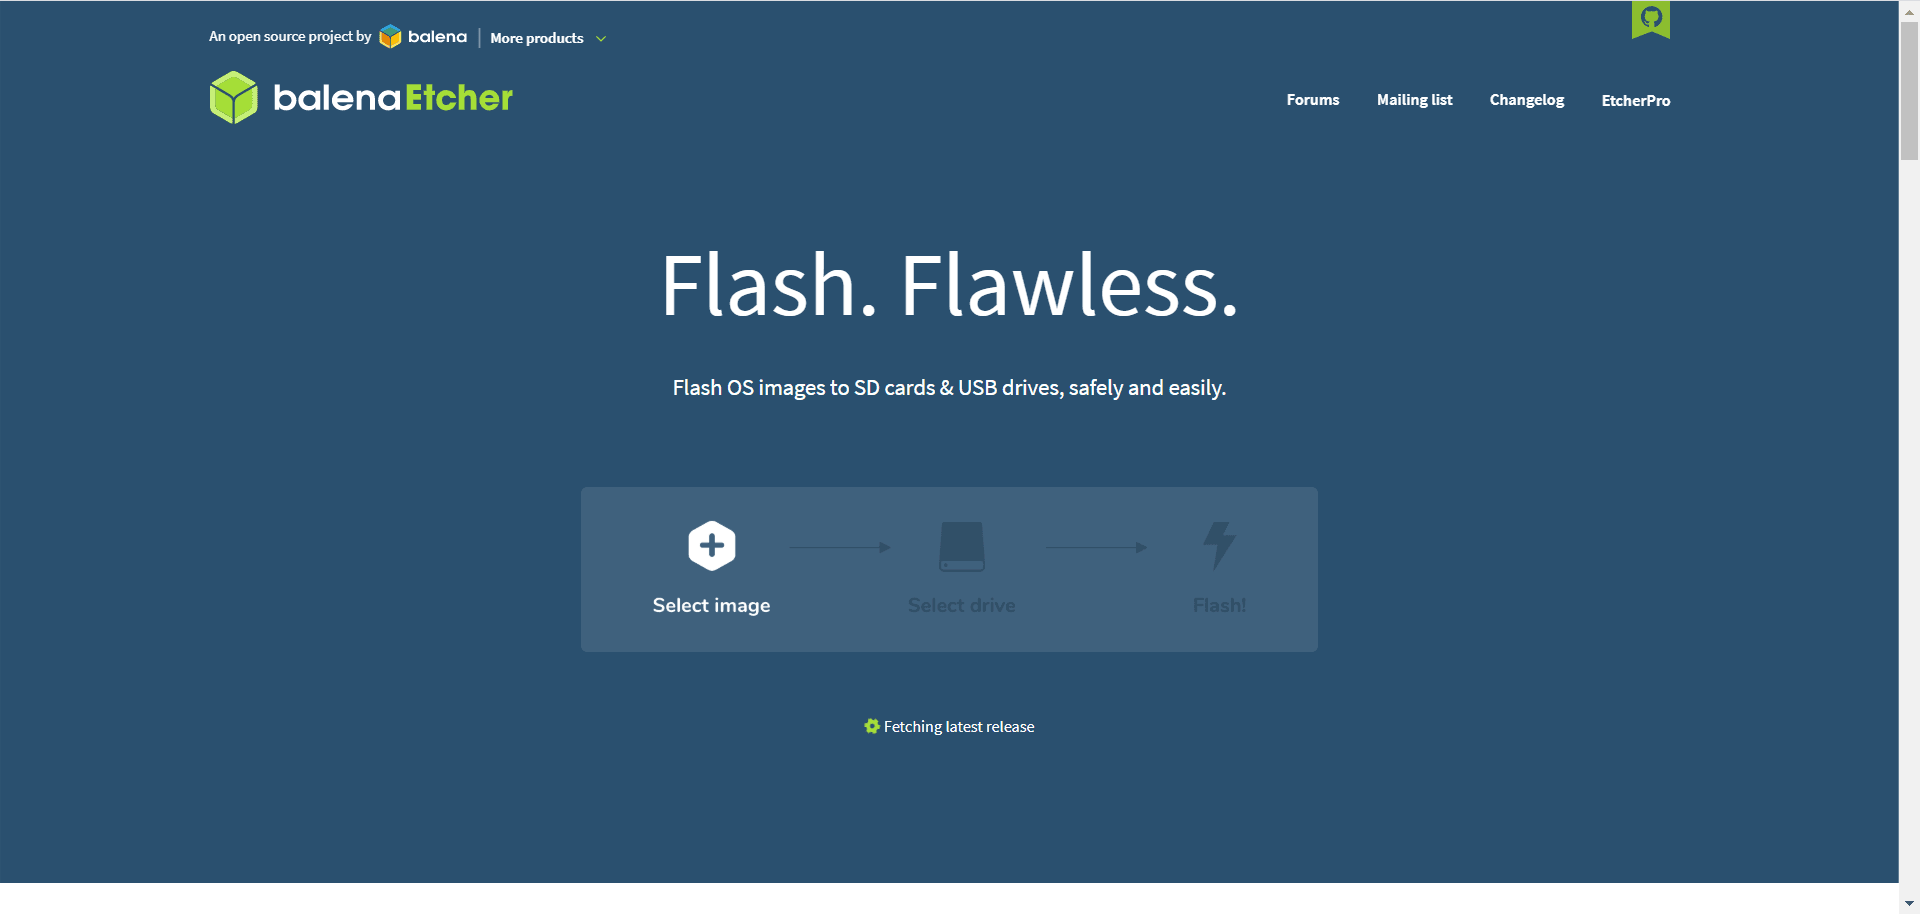 An open source project by balena More products
balenaEtcher
Forums Mailing list Changelog EtcherPro
Flash. Flawless.
Flash OS images to SD cards & USB drives, safely and easily.
Select image Select drive Flash!
Fetching latest release